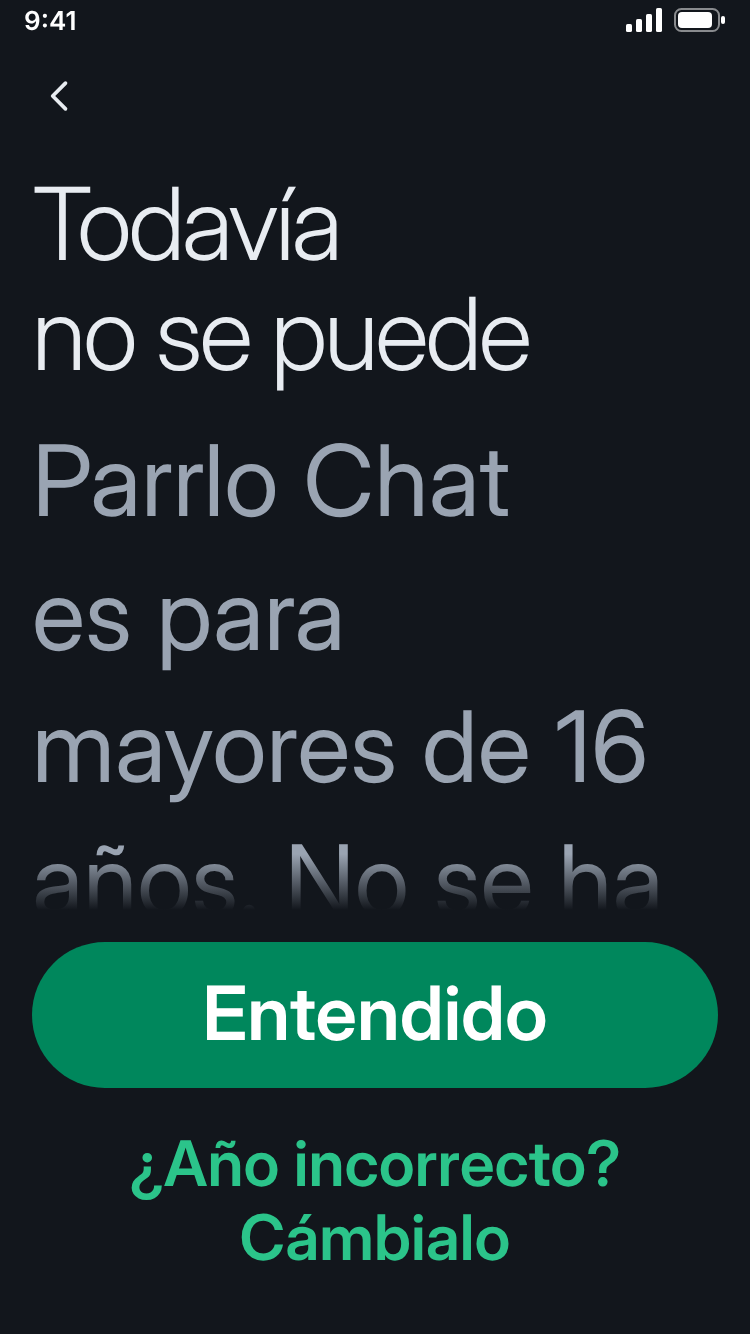 9:41
Todavía
no se puede
Parrlo Chat
es para
mayores de 16
años. No se ha
Entendido
¿Año incorrecto?
Cámbialo